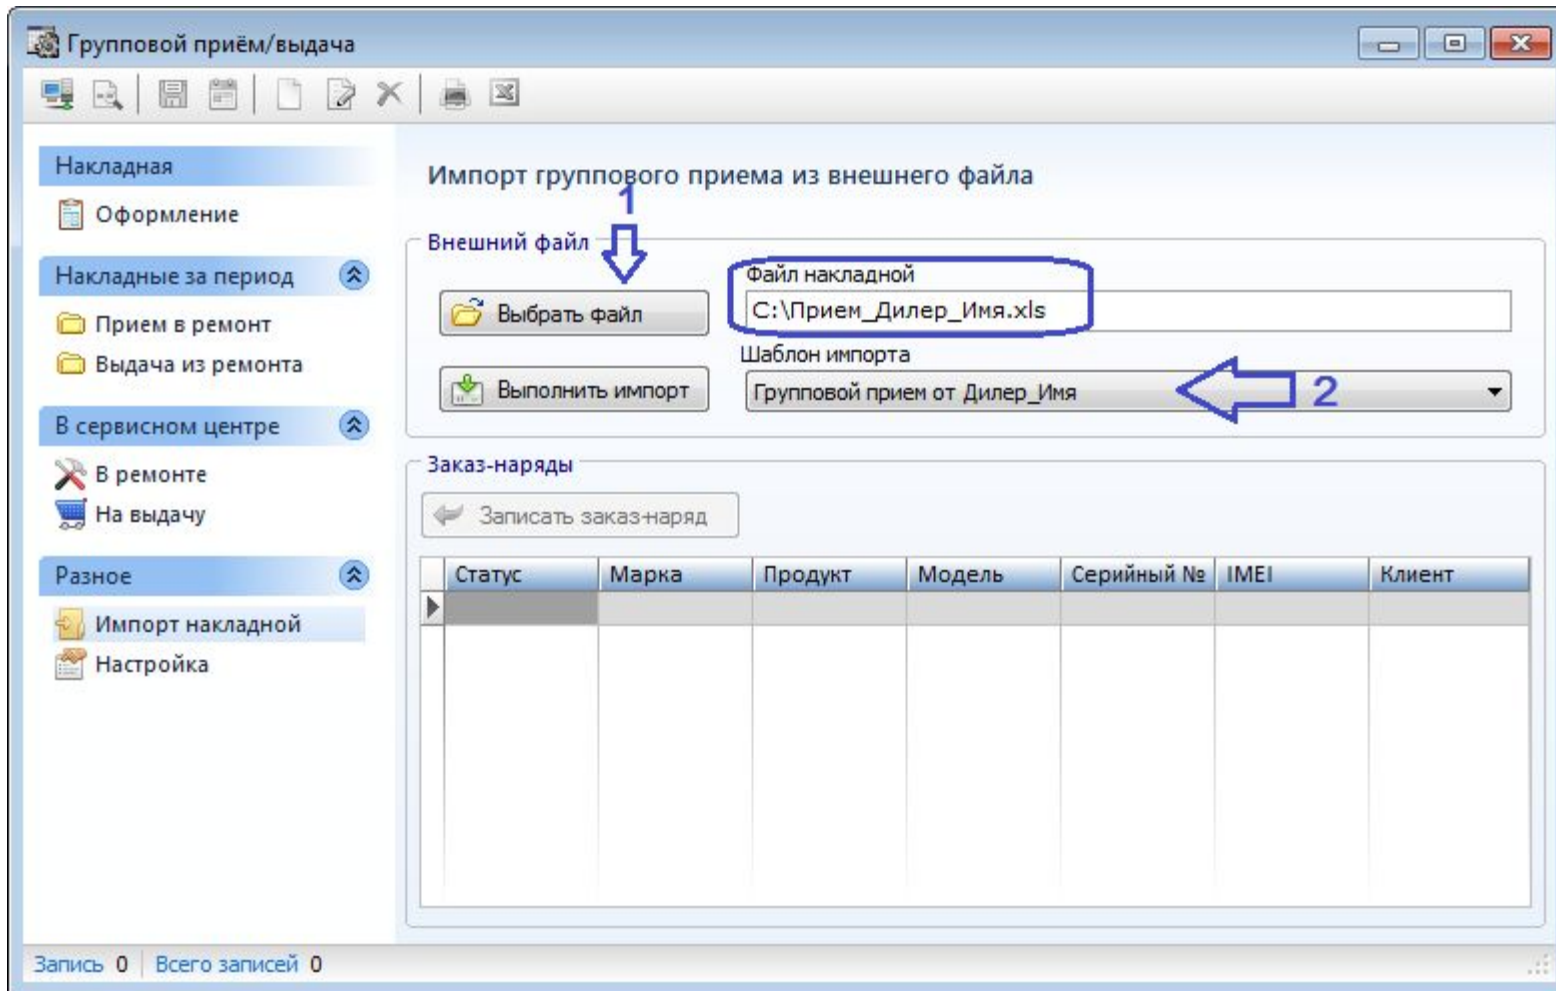 Групповой приём/выдача
Накладная
Оформление
Накладные за период
Прием в ремонт
Выдача из ремонта
В сервисном центре
В ремонте
На выдачу
Разное
Импорт накладной
Настройка
Импорт группового приема из внешнего файла
1
Внешний файл
Выбрать файл
Файл накладной
C:\Прием_Дилер_Имя.xls
Выполнить импорт
Шаблон импорта
Групповой прием от Дилер_Имя
2
Заказ-наряды
Записать заказ-наряд
Статус Марка Продукт Модель Серийный № IMEI Клиент
Запись 0 Всего записей 0